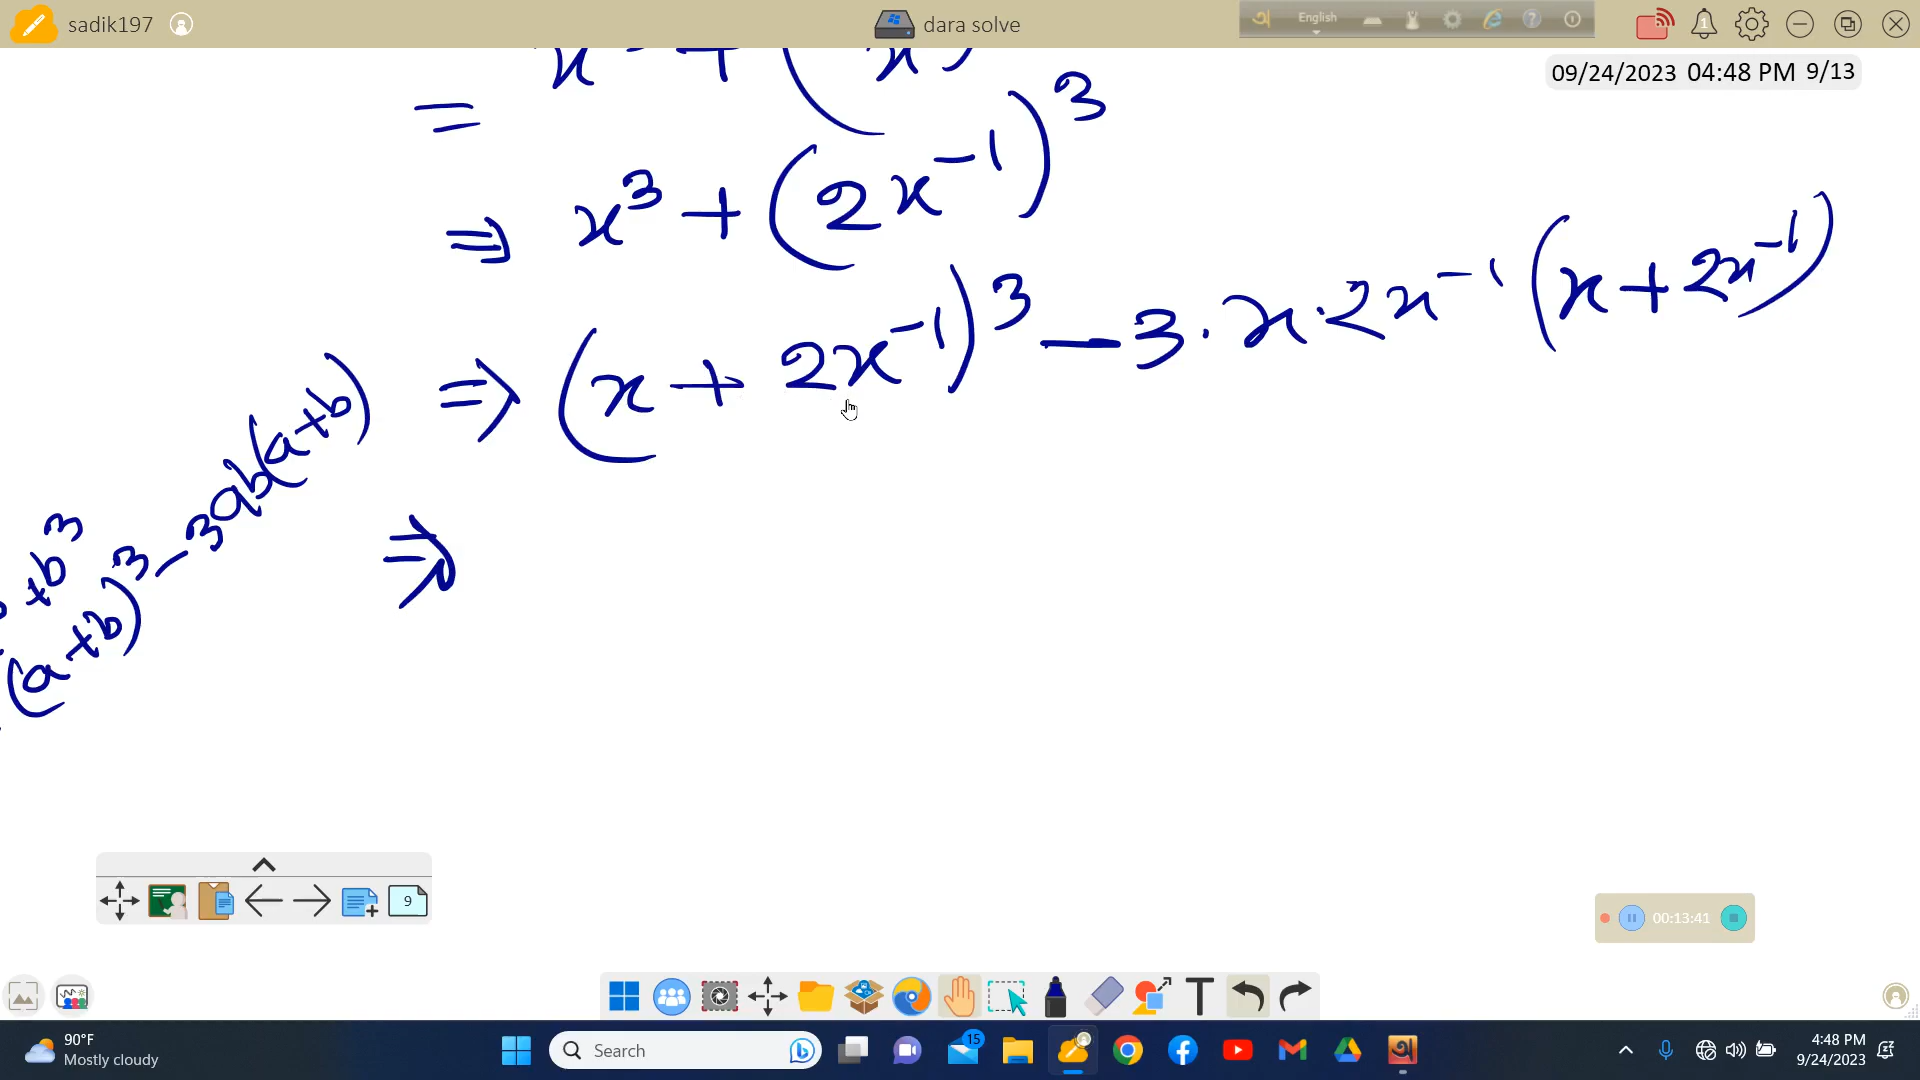 sadik197
dara solve
English
09/24/2023 04:48 PM 9/13
=
⇒ x³ + (2x⁻¹)³
⇒ (x + 2x⁻¹)³ − 3 · x · 2x⁻¹ (x + 2x⁻¹)
+ b³
(a+b)³ − 3ab(a+b)
⇒
9
00:13:41
T
90°F
Mostly cloudy
Search
15
4:48 PM
9/24/2023